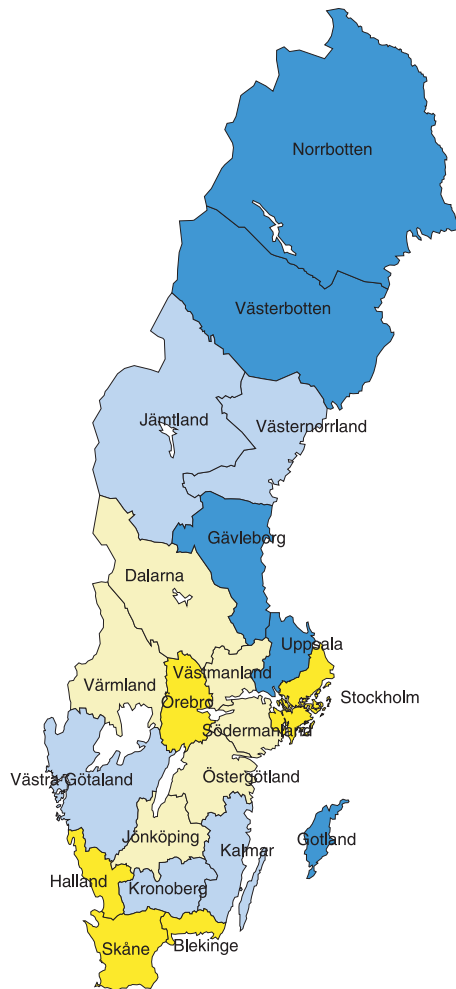 Norrbotten
Västerbotten
Jämtland
Västernorrland
Gävleborg
Dalarna
Uppsala
Västmanland
Värmland
Örebro
Stockholm
Södermanland
Västra Götaland
Östergötland
Jönköping
Gotland
Kalmar
Halland
Kronoberg
Skåne
Blekinge